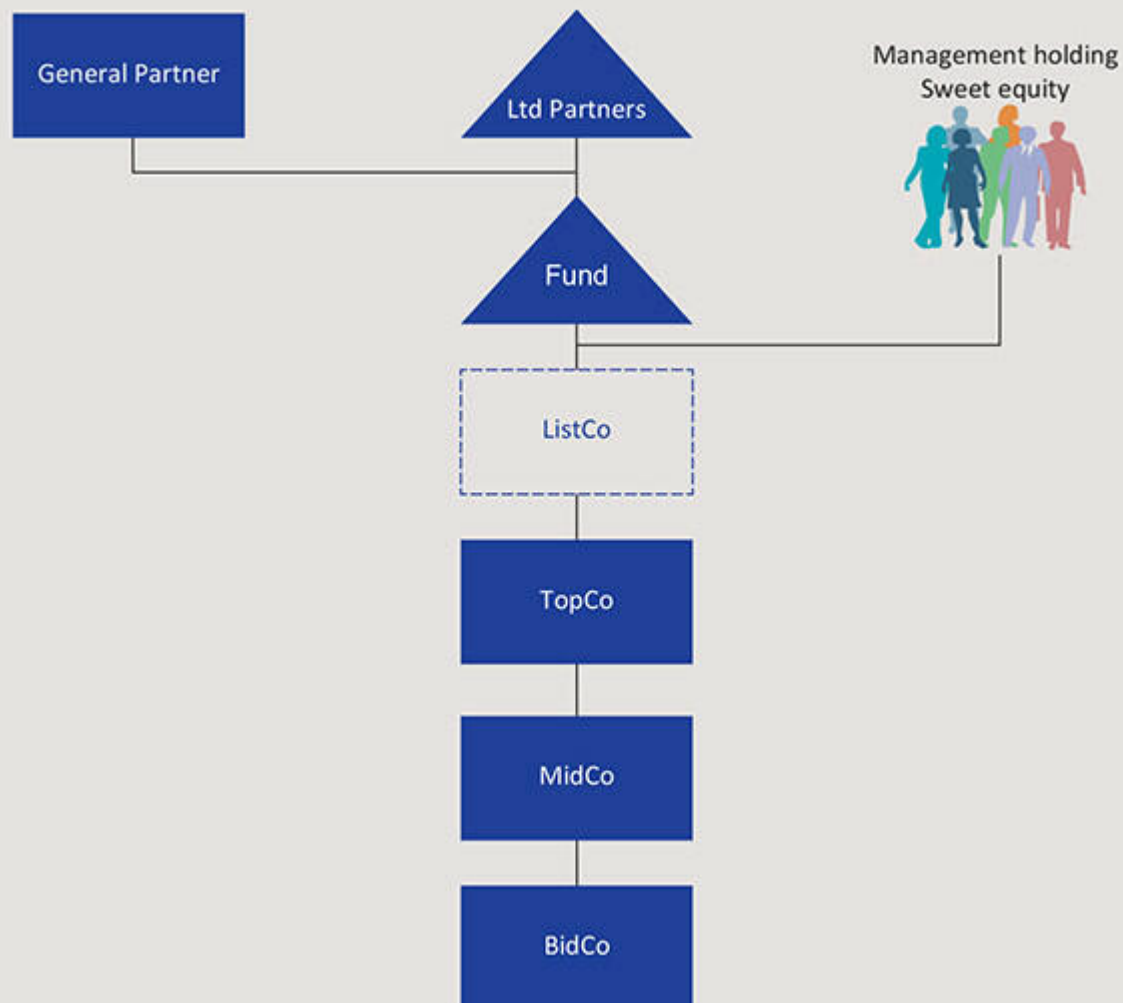 General Partner
Ltd Partners
Management holding
Sweet equity
Fund
ListCo
TopCo
MidCo
BidCo